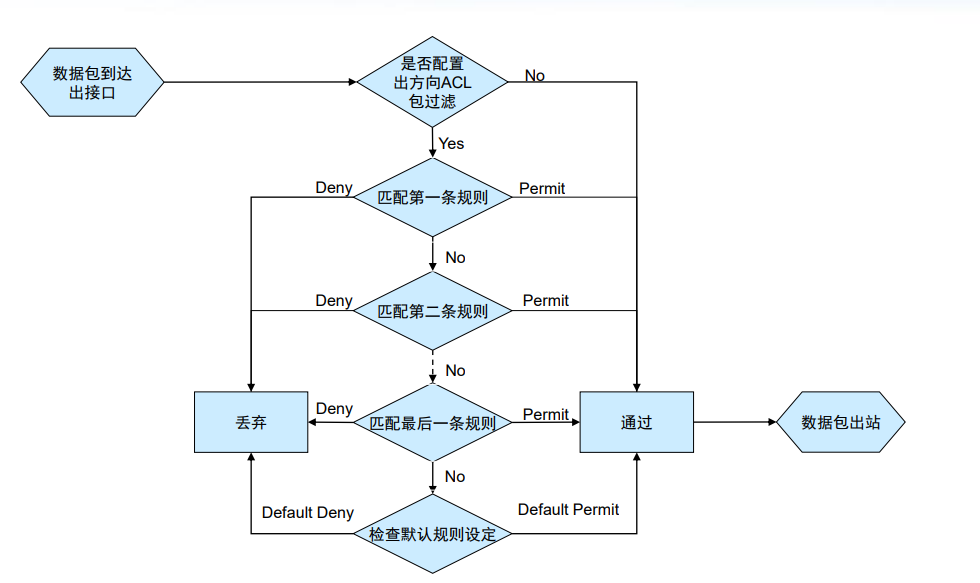 数据包到达
出接口
是否配置
出方向ACL
包过滤
No
Yes
Deny
匹配第一条规则
Permit
No
Deny
匹配第二条规则
Permit
No
丢弃
Deny
匹配最后一条规则
Permit
通过
数据包出站
No
Default Deny
检查默认规则设定
Default Permit